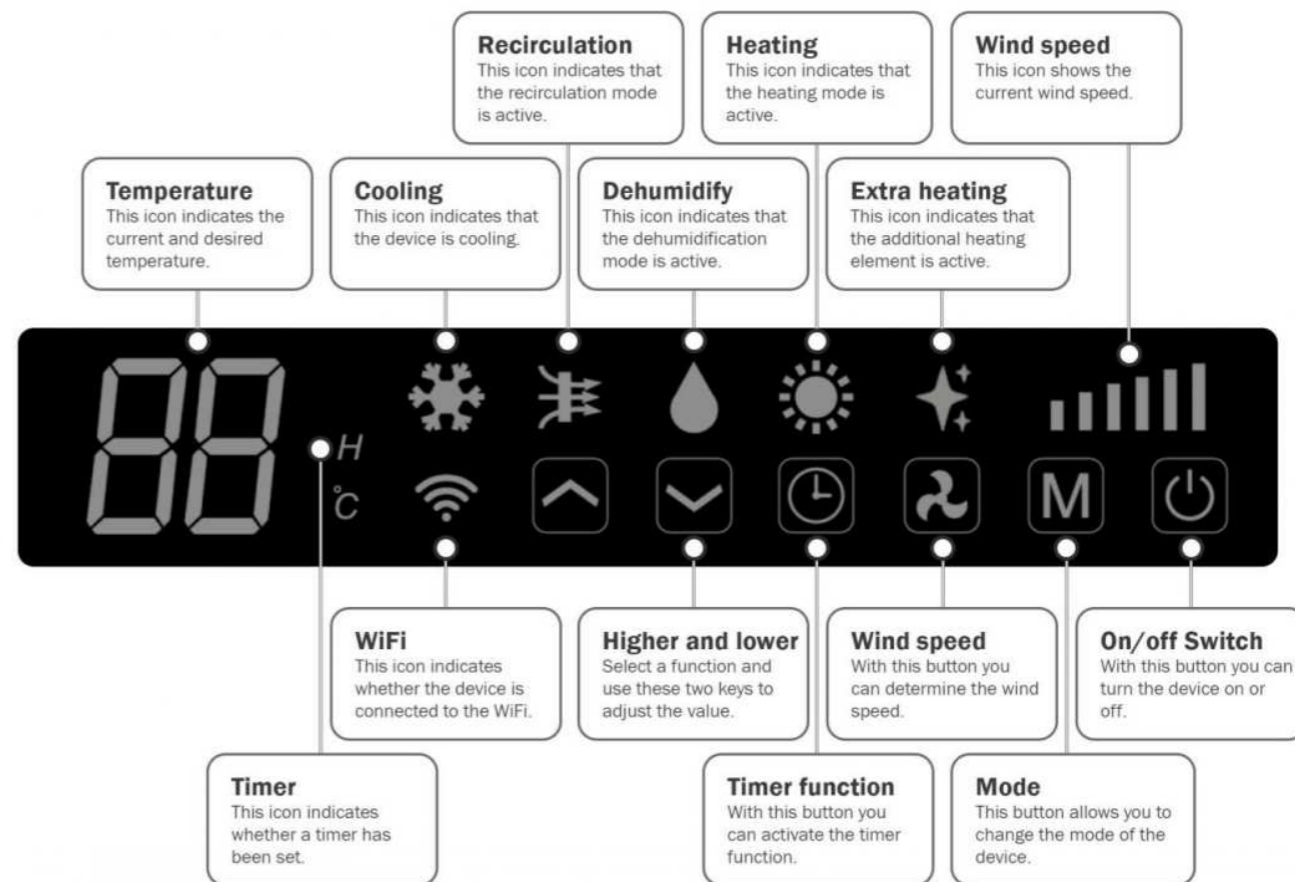 Recirculation
This icon indicates that
the recirculation mode
is active.
Heating
This icon indicates that
the heating mode is
active.
Wind speed
This icon shows the
current wind speed.
Temperature
This icon indicates the
current and desired
temperature.
Cooling
This icon indicates that
the device is cooling.
Dehumidify
This icon indicates that
the dehumidification
mode is active.
Extra heating
This icon indicates that
the additional heating
element is active.
88
H
°C
M
WiFi
This icon indicates
whether the device is
connected to the WiFi.
Higher and lower
Select a function and
use these two keys to
adjust the value.
Wind speed
With this button you
can determine the wind
speed.
On/off Switch
With this button you can
turn the device on or
off.
Timer
This icon indicates
whether a timer has
been set.
Timer function
With this button you
can activate the timer
function.
Mode
This button allows you to
change the mode of the
device.